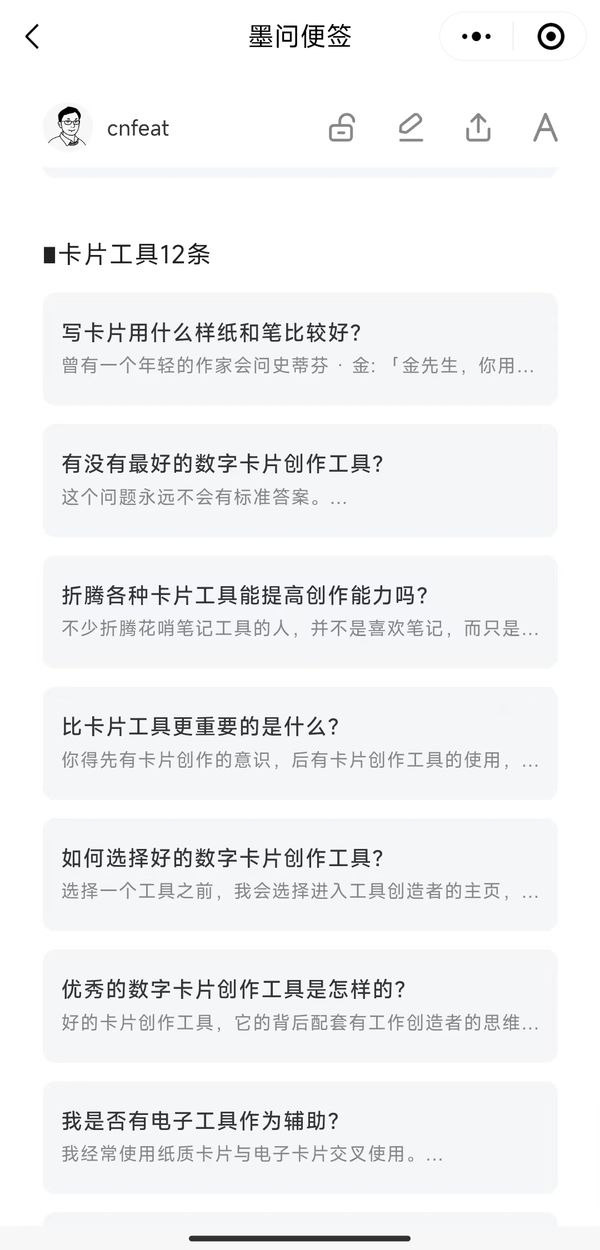 墨问便签
cnfeat
A
■卡片工具12条
写卡片用什么样纸和笔比较好？
曾有一个年轻的作家会问史蒂芬 · 金：「金先生，你用...
有没有最好的数字卡片创作工具？
这个问题永远不会有标准答案。...
折腾各种卡片工具能提高创作能力吗？
不少折腾花哨笔记工具的人，并不是喜欢笔记，而只是...
比卡片工具更重要的是什么？
你得先有卡片创作的意识，后有卡片创作工具的使用，...
如何选择好的数字卡片创作工具？
选择一个工具之前，我会选择进入工具创造者的主页，...
优秀的数字卡片创作工具是怎样的？
好的卡片创作工具，它的背后配套有工作创造者的思维...
我是否有电子工具作为辅助？
我经常使用纸质卡片与电子卡片交叉使用。...